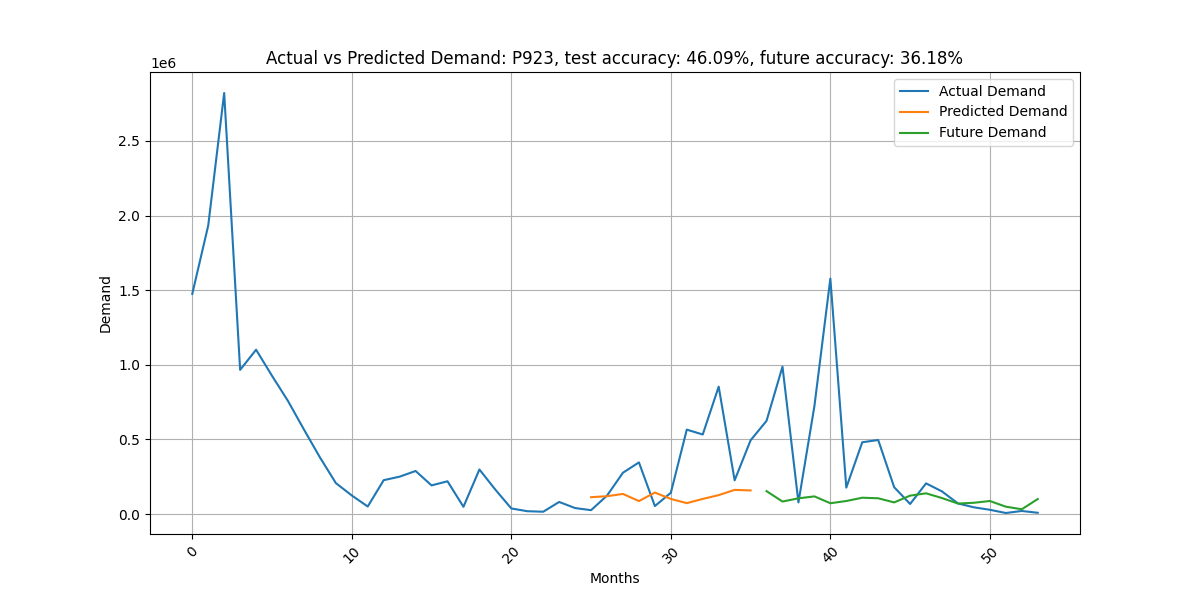 Actual vs Predicted Demand: P923, test accuracy: 46.09%, future accuracy: 36.18%
1e6
Actual Demand
Predicted Demand
Future Demand
2.5
2.0
1.5
1.0
0.5
0.0
Demand
0
10
20
30
40
50
Months